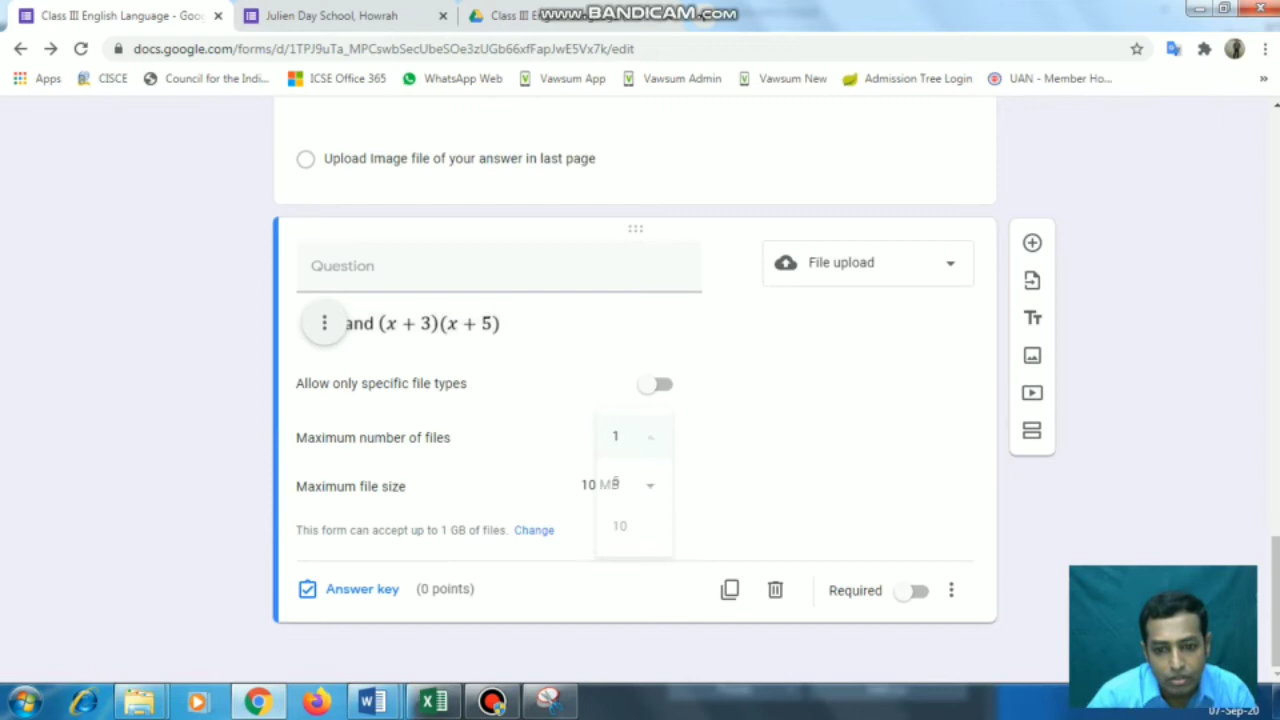 Class III English Language - Goo
Julien Day School, Howrah
Class III E
www.BANDICAM.com
docs.google.com/forms/d/1TPJ9uTa_MPCswbSecUbeSOe3zUGb66xfFapJwE5Vx7k/edit
Apps
CISCE
Council for the Indi...
ICSE Office 365
WhatsApp Web
Vawsum App
Vawsum Admin
Vawsum New
Admission Tree Login
UAN - Member Ho...
Upload Image file of your answer in last page
Question
File upload
and (x + 3)(x + 5)
Allow only specific file types
Maximum number of files
1
Maximum file size
10 MB
5
10
This form can accept up to 1 GB of files. Change
Answer key (0 points)
Required
07-Sep-20